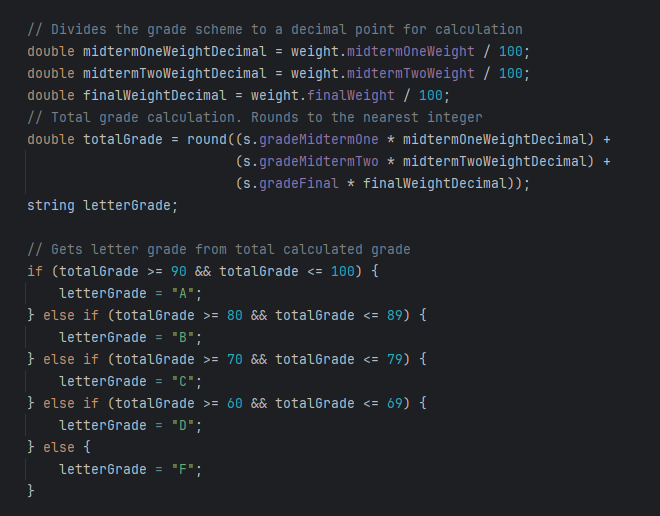 // Divides the grade scheme to a decimal point for calculation
double midtermOneWeightDecimal = weight.midtermOneWeight / 100;
double midtermTwoWeightDecimal = weight.midtermTwoWeight / 100;
double finalWeightDecimal = weight.finalWeight / 100;
// Total grade calculation. Rounds to the nearest integer
double totalGrade = round((s.gradeMidtermOne * midtermOneWeightDecimal) +
                          (s.gradeMidtermTwo * midtermTwoWeightDecimal) +
                          (s.gradeFinal * finalWeightDecimal));
string letterGrade;

// Gets letter grade from total calculated grade
if (totalGrade >= 90 && totalGrade <= 100) {
    letterGrade = "A";
} else if (totalGrade >= 80 && totalGrade <= 89) {
    letterGrade = "B";
} else if (totalGrade >= 70 && totalGrade <= 79) {
    letterGrade = "C";
} else if (totalGrade >= 60 && totalGrade <= 69) {
    letterGrade = "D";
} else {
    letterGrade = "F";
}